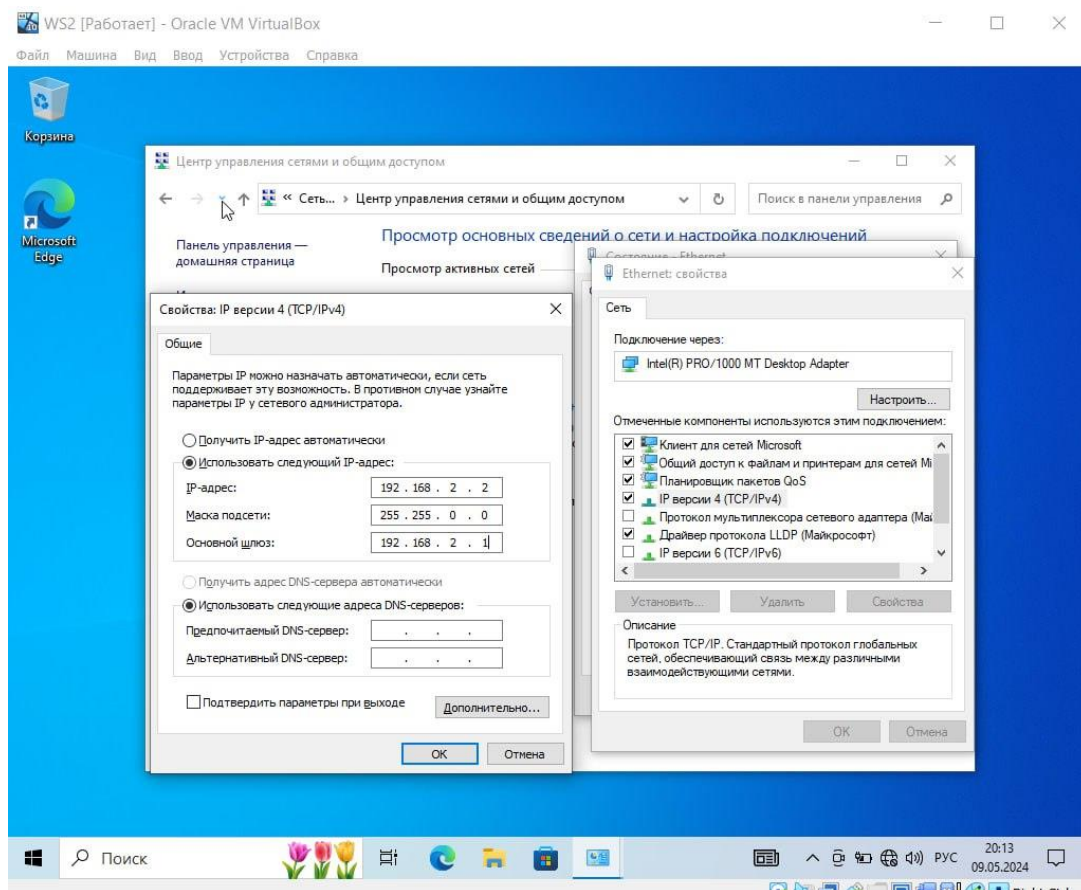 WS2 [Работает] - Oracle VM VirtualBox
Файл Машина Вид Ввод Устройства Справка
Корзина
Microsoft
Edge
Центр управления сетями и общим доступом
« Сеть... › Центр управления сетями и общим доступом
Поиск в панели управления
Панель управления —
домашняя страница
Просмотр основных сведений о сети и настройка подключений
Просмотр активных сетей
Состояние - Ethernet
Ethernet: свойства
Сеть
Подключение через:
Intel(R) PRO/1000 MT Desktop Adapter
Настроить...
Отмеченные компоненты используются этим подключением:
Клиент для сетей Microsoft
Общий доступ к файлам и принтерам для сетей Mi
Планировщик пакетов QoS
IP версии 4 (TCP/IPv4)
Протокол мультиплексора сетевого адаптера (Май
Драйвер протокола LLDP (Майкрософт)
IP версии 6 (TCP/IPv6)
Установить... Удалить Свойства
Описание
Протокол TCP/IP. Стандартный протокол глобальных
сетей, обеспечивающий связь между различными
взаимодействующими сетями.
ОК Отмена
Свойства: IP версии 4 (TCP/IPv4)
Общие
Параметры IP можно назначать автоматически, если сеть
поддерживает эту возможность. В противном случае узнайте
параметры IP у сетевого администратора.
Получить IP-адрес автоматически
Использовать следующий IP-адрес:
IP-адрес: 192 . 168 . 2 . 2
Маска подсети: 255 . 255 . 0 . 0
Основной шлюз: 192 . 168 . 2 . 1
Получить адрес DNS-сервера автоматически
Использовать следующие адреса DNS-серверов:
Предпочитаемый DNS-сервер: . . .
Альтернативный DNS-сервер: . . .
Подтвердить параметры при выходе
Дополнительно...
ОК Отмена
Поиск
РУС
20:13
09.05.2024